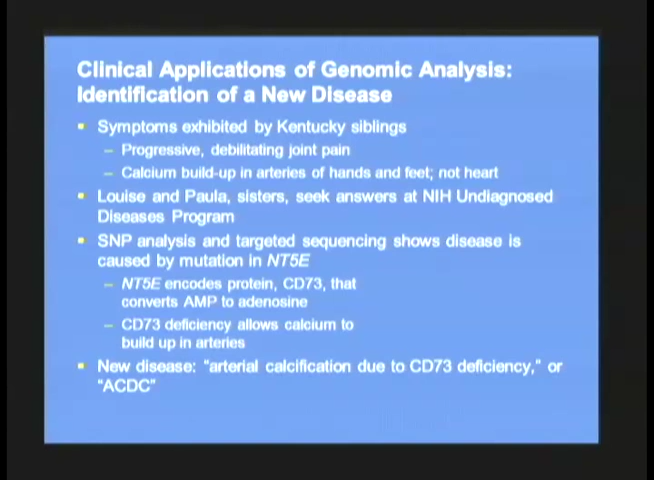 Clinical Applications of Genomic Analysis:
Identification of a New Disease
Symptoms exhibited by Kentucky siblings
– Progressive, debilitating joint pain
– Calcium build-up in arteries of hands and feet; not heart
Louise and Paula, sisters, seek answers at NIH Undiagnosed
Diseases Program
SNP analysis and targeted sequencing shows disease is
caused by mutation in NT5E
– NT5E encodes protein, CD73, that
converts AMP to adenosine
– CD73 deficiency allows calcium to
build up in arteries
New disease: "arterial calcification due to CD73 deficiency," or
"ACDC"